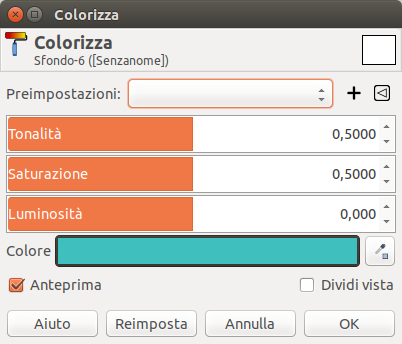 Colorizza
Colorizza
Sfondo-6 ([Senzanome])
Preimpostazioni:
Tonalità 0,5000
Saturazione 0,5000
Luminosità 0,000
Colore
Anteprima Dividi vista
Aiuto Reimposta Annulla OK